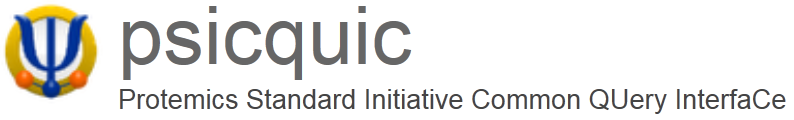 psicquic
Protemics Standard Initiative Common QUery InterfaCe